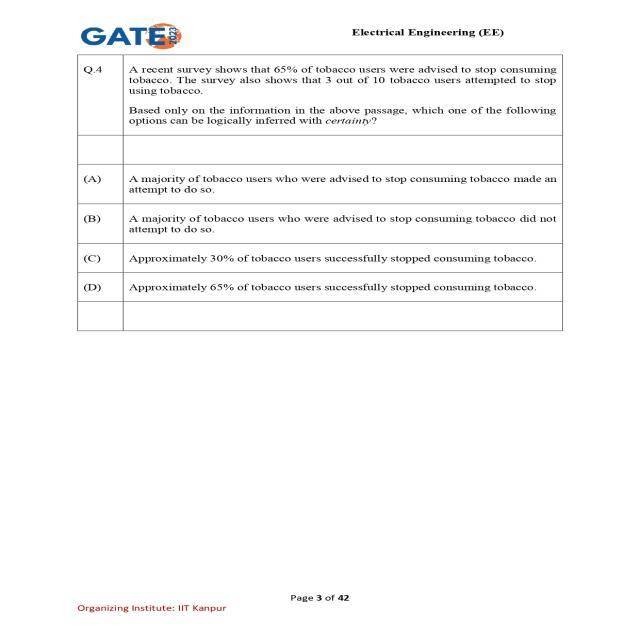 GATE 2023
Electrical Engineering (EE)
Q.4
A recent survey shows that 65% of tobacco users were advised to stop consuming
tobacco. The survey also shows that 3 out of 10 tobacco users attempted to stop
using tobacco.
Based only on the information in the above passage, which one of the following
options can be logically inferred with certainty?
(A)
A majority of tobacco users who were advised to stop consuming tobacco made an
attempt to do so.
(B)
A majority of tobacco users who were advised to stop consuming tobacco did not
attempt to do so.
(C)
Approximately 30% of tobacco users successfully stopped consuming tobacco.
(D)
Approximately 65% of tobacco users successfully stopped consuming tobacco.
Page 3 of 42
Organizing Institute: IIT Kanpur